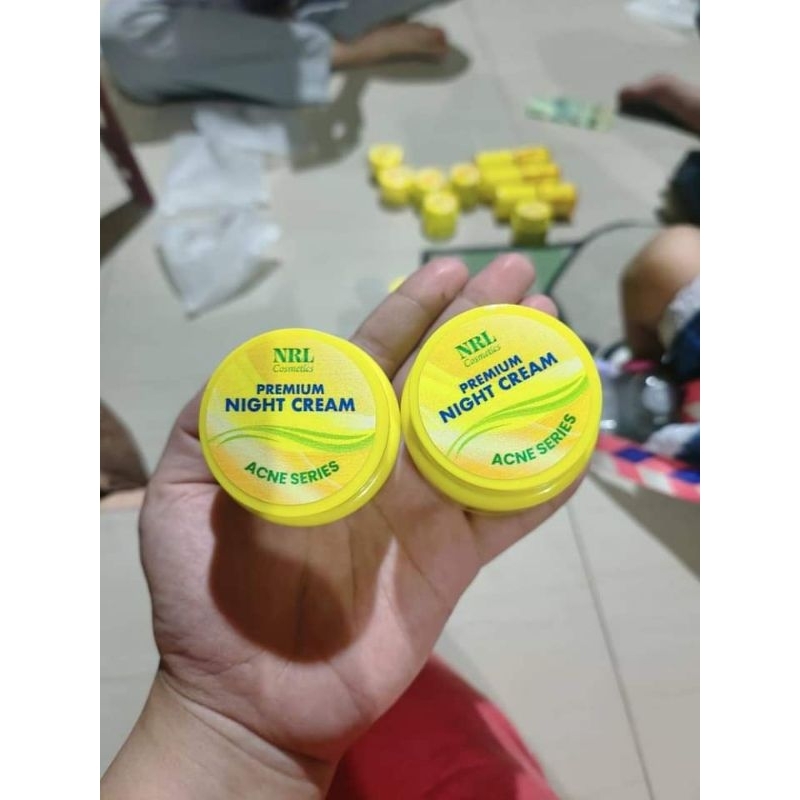 NRL
Cosmetics
PREMIUM
NIGHT CREAM
ACNE SERIES
NRL
Cosmetics
PREMIUM
NIGHT CREAM
ACNE SERIES